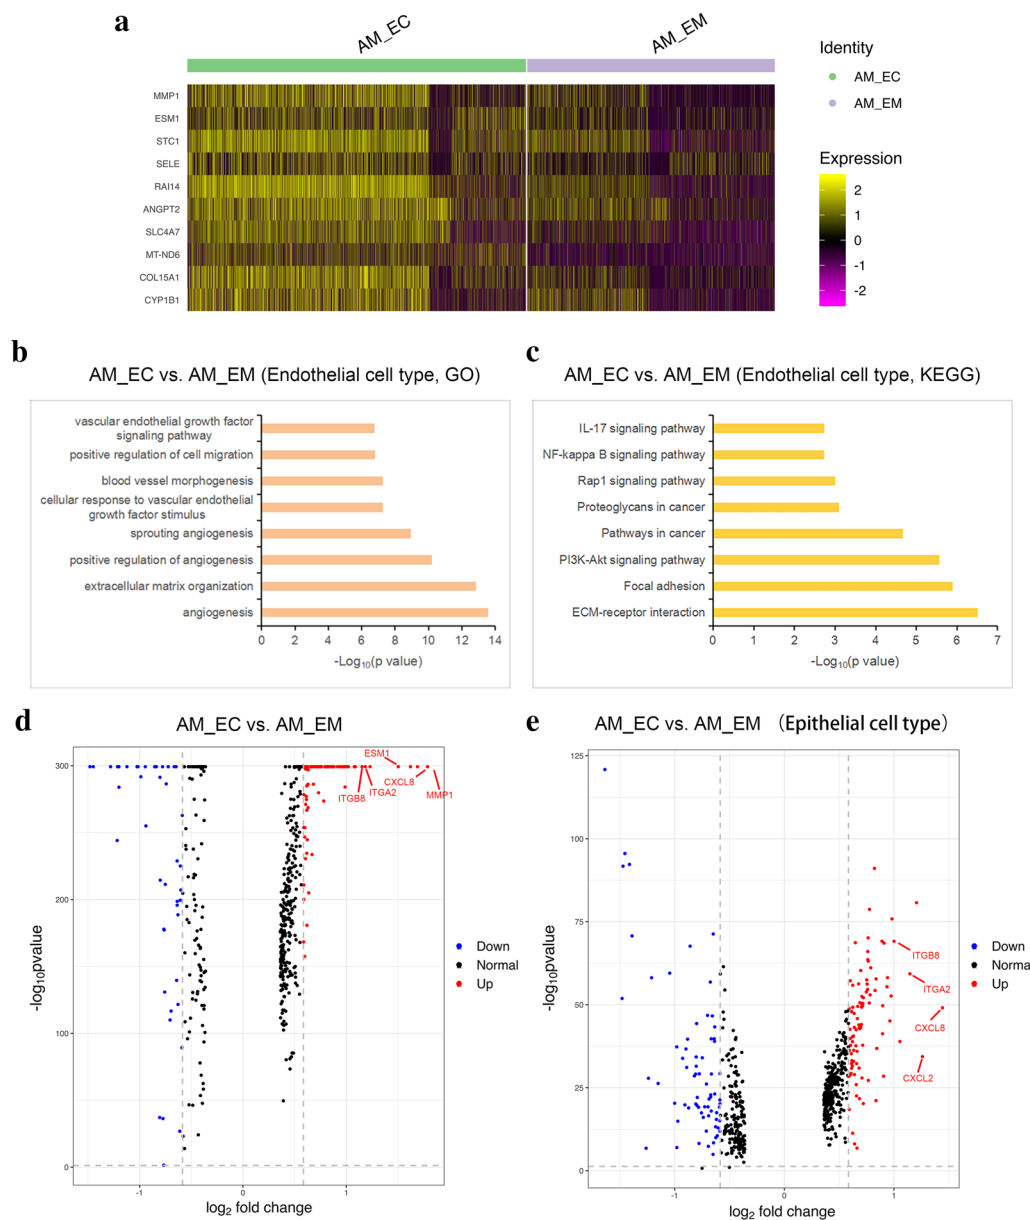 a
AM_EC
AM_EM
Identity
AM_EC
AM_EM
MMP1
ESM1
STC1
SELE
RAI14
ANGPT2
SLC4A7
MT-ND6
COL15A1
CYP1B1
Expression
2
1
0
-1
-2
b
AM_EC vs. AM_EM (Endothelial cell type, GO)
vascular endothelial growth factor
signaling pathway
positive regulation of cell migration
blood vessel morphogenesis
cellular response to vascular endothelial
growth factor stimulus
sprouting angiogenesis
positive regulation of angiogenesis
extracellular matrix organization
angiogenesis
0 2 4 6 8 10 12 14
-Log10(p value)
c
AM_EC vs. AM_EM (Endothelial cell type, KEGG)
IL-17 signaling pathway
NF-kappa B signaling pathway
Rap1 signaling pathway
Proteoglycans in cancer
Pathways in cancer
PI3K-Akt signaling pathway
Focal adhesion
ECM-receptor interaction
0 1 2 3 4 5 6 7
-Log10(p value)
d
AM_EC vs. AM_EM
ESM1
CXCL8
ITGB8
ITGA2
MMP1
300
200
100
0
-log10pvalue
-1 0 1
log2 fold change
Down
Normal
Up
e
AM_EC vs. AM_EM （Epithelial cell type）
125
100
75
50
25
0
-log10pvalue
ITGB8
ITGA2
CXCL8
CXCL2
-1 0 1
log2 fold change
Down
Norma
Up